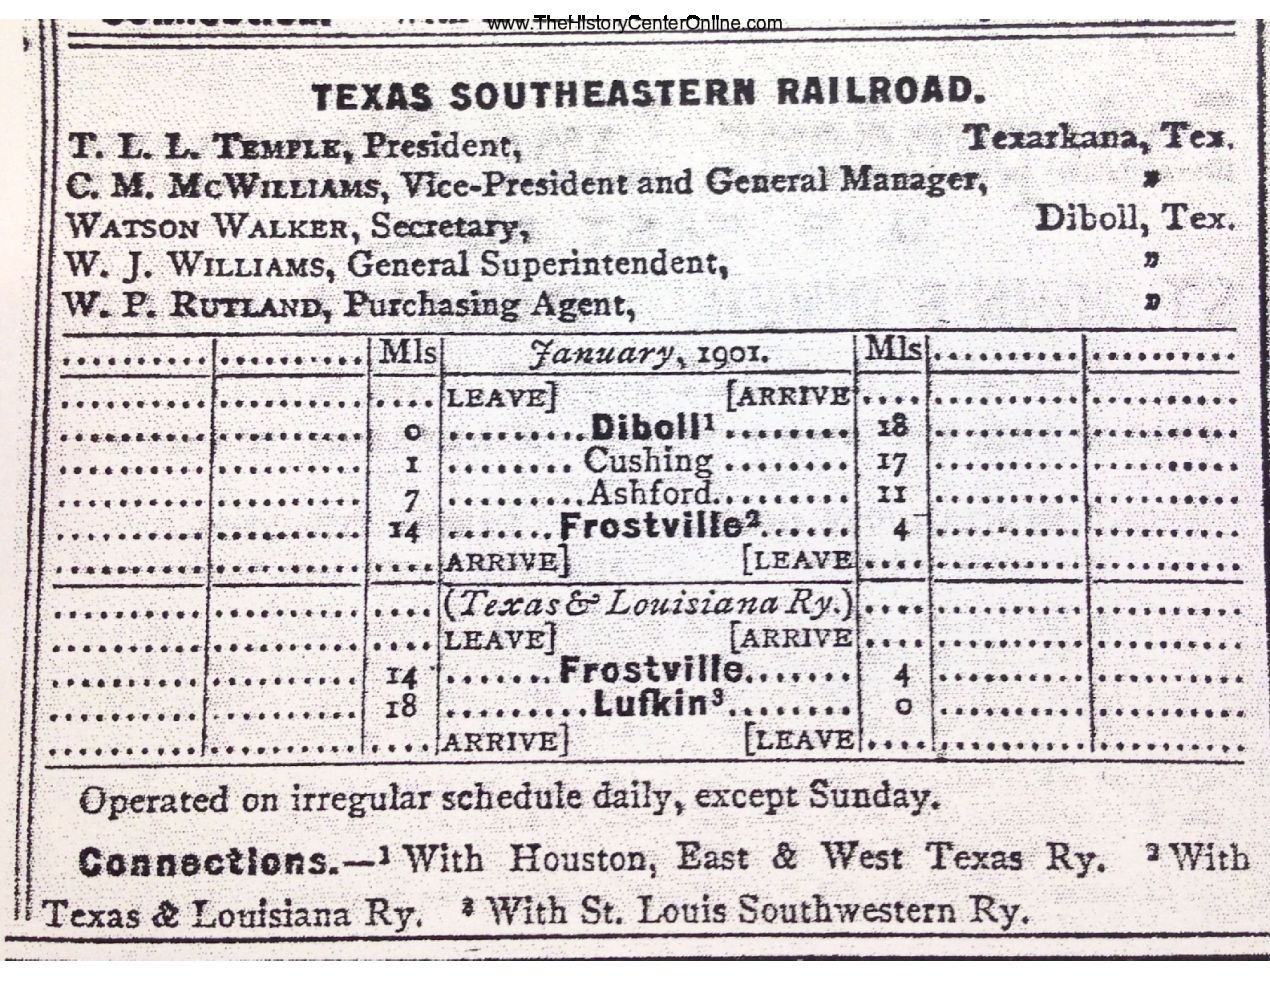 www.TheHistoryCenterOnline.com
TEXAS SOUTHEASTERN RAILROAD.
T. L. L. TEMPLE, President, Texarkana, Tex.
C. M. MCWILLIAMS, Vice-President and General Manager, "
WATSON WALKER, Secretary, Diboll, Tex.
W. J. WILLIAMS, General Superintendent, "
W. P. RUTLAND, Purchasing Agent, "
Mls January, 1901. Mls
LEAVE] [ARRIVE
0 Diboll¹ 18
1 Cushing 17
7 Ashford 11
14 Frostville² 4
ARRIVE] [LEAVE
(Texas & Louisiana Ry.)
LEAVE] [ARRIVE
14 Frostville 4
18 Lufkin³ 0
ARRIVE] [LEAVE
Operated on irregular schedule daily, except Sunday.
Connections.—¹ With Houston, East & West Texas Ry. ² With
Texas & Louisiana Ry. ³ With St. Louis Southwestern Ry.